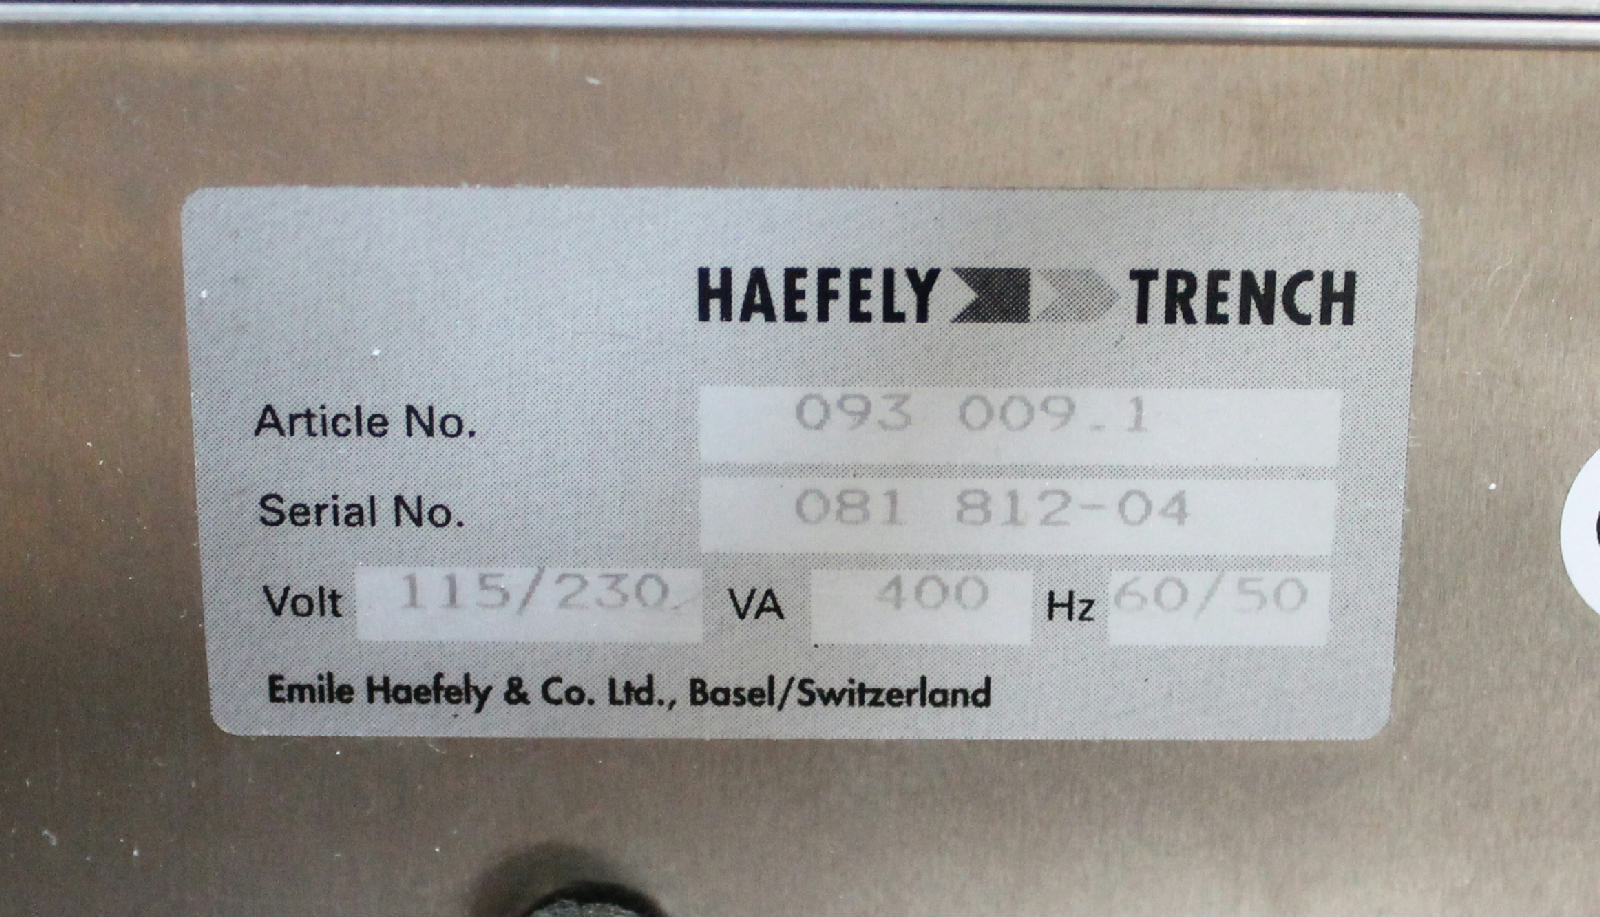 HAEFELY TRENCH
Article No. 093 009.1
Serial No. 081 812-04
Volt 115/230 VA 400 Hz 60/50
Emile Haefely & Co. Ltd., Basel/Switzerland